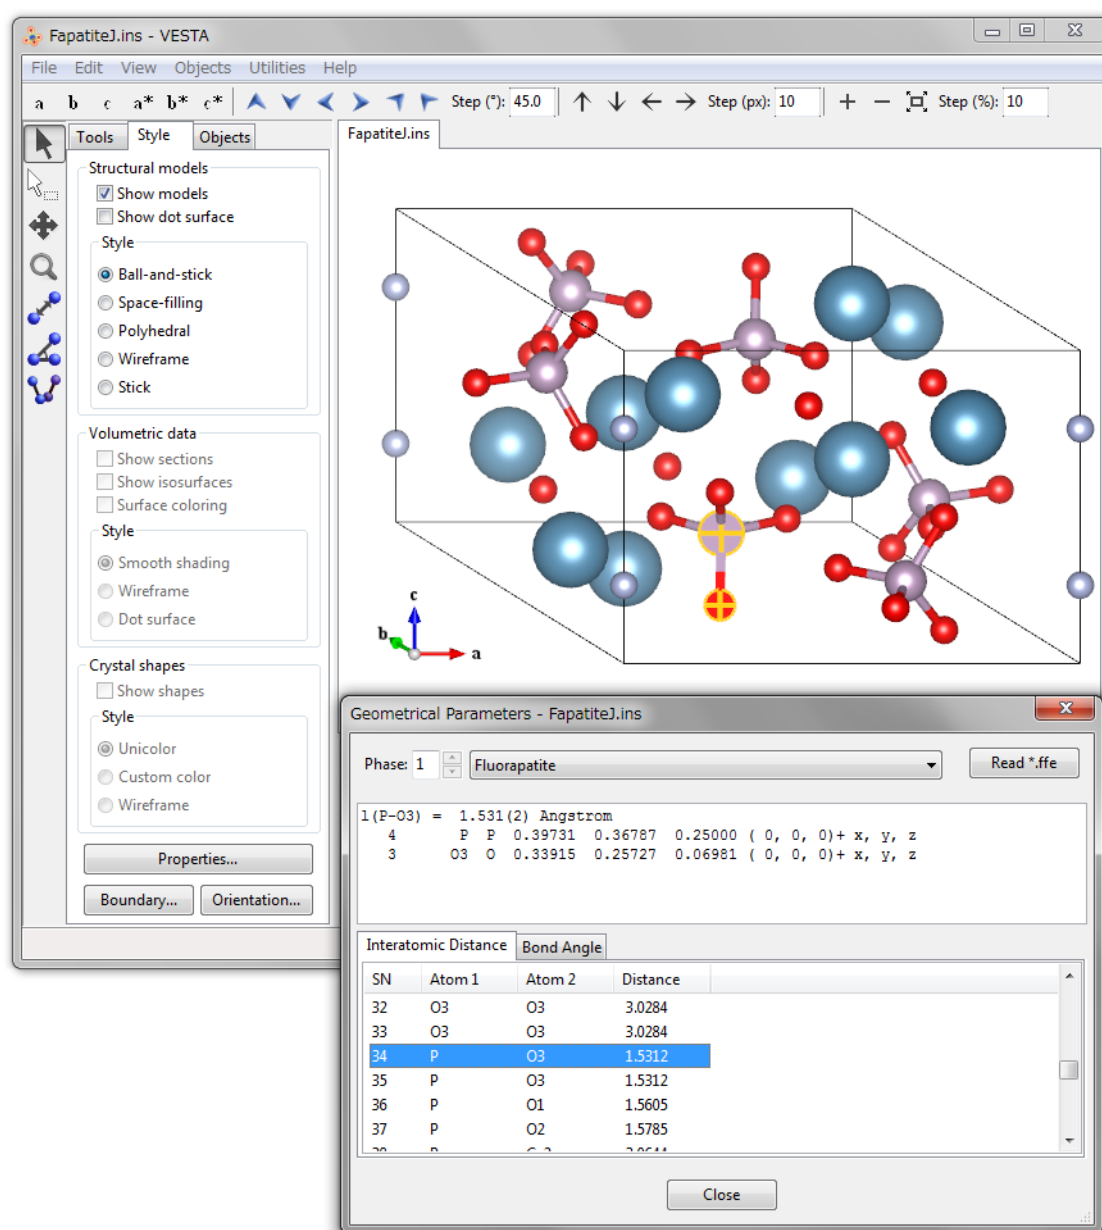 FapatiteJ.ins - VESTA
File Edit View Objects Utilities Help
a b c a* b* c* Step (°): 45.0 Step (px): 10 Step (%): 10
Tools Style Objects
FapatiteJ.ins
Structural models
Show models
Show dot surface
Style
Ball-and-stick
Space-filling
Polyhedral
Wireframe
Stick
Volumetric data
Show sections
Show isosurfaces
Surface coloring
Style
Smooth shading
Wireframe
Dot surface
Crystal shapes
Show shapes
Style
Unicolor
Custom color
Wireframe
Properties...
Boundary... Orientation...
c
b
a
Geometrical Parameters - FapatiteJ.ins
Phase: 1 Fluorapatite Read *.ffe
l(P-O3) = 1.531(2) Angstrom
4 P P 0.39731 0.36787 0.25000 ( 0, 0, 0)+ x, y, z
3 O3 O 0.33915 0.25727 0.06981 ( 0, 0, 0)+ x, y, z
Interatomic Distance Bond Angle
SN Atom 1 Atom 2 Distance
32 O3 O3 3.0284
33 O3 O3 3.0284
34 P O3 1.5312
35 P O3 1.5312
36 P O1 1.5605
37 P O2 1.5785
Close